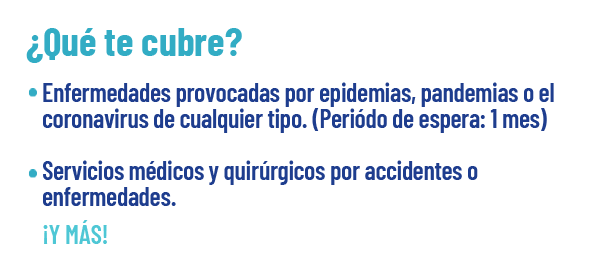 ¿Qué te cubre?
• Enfermedades provocadas por epidemias, pandemias o el
coronavirus de cualquier tipo. (Periódo de espera: 1 mes)
• Servicios médicos y quirúrgicos por accidentes o
enfermedades.
¡Y MÁS!